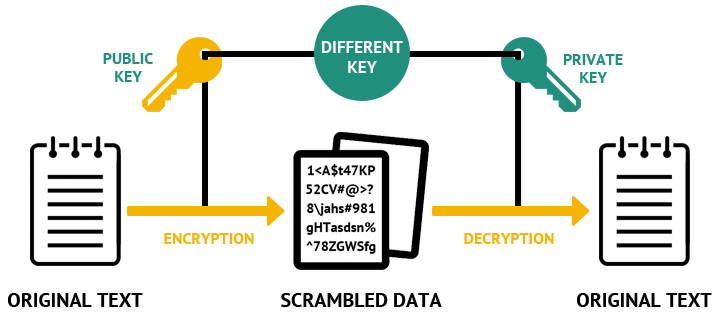 DIFFERENT
KEY
PUBLIC
KEY
PRIVATE
KEY
1<A$t47KP
52CV#@>?
8\jahs#981
gHTasdsn%
^78ZGWSfg
ENCRYPTION
DECRYPTION
ORIGINAL TEXT
SCRAMBLED DATA
ORIGINAL TEXT